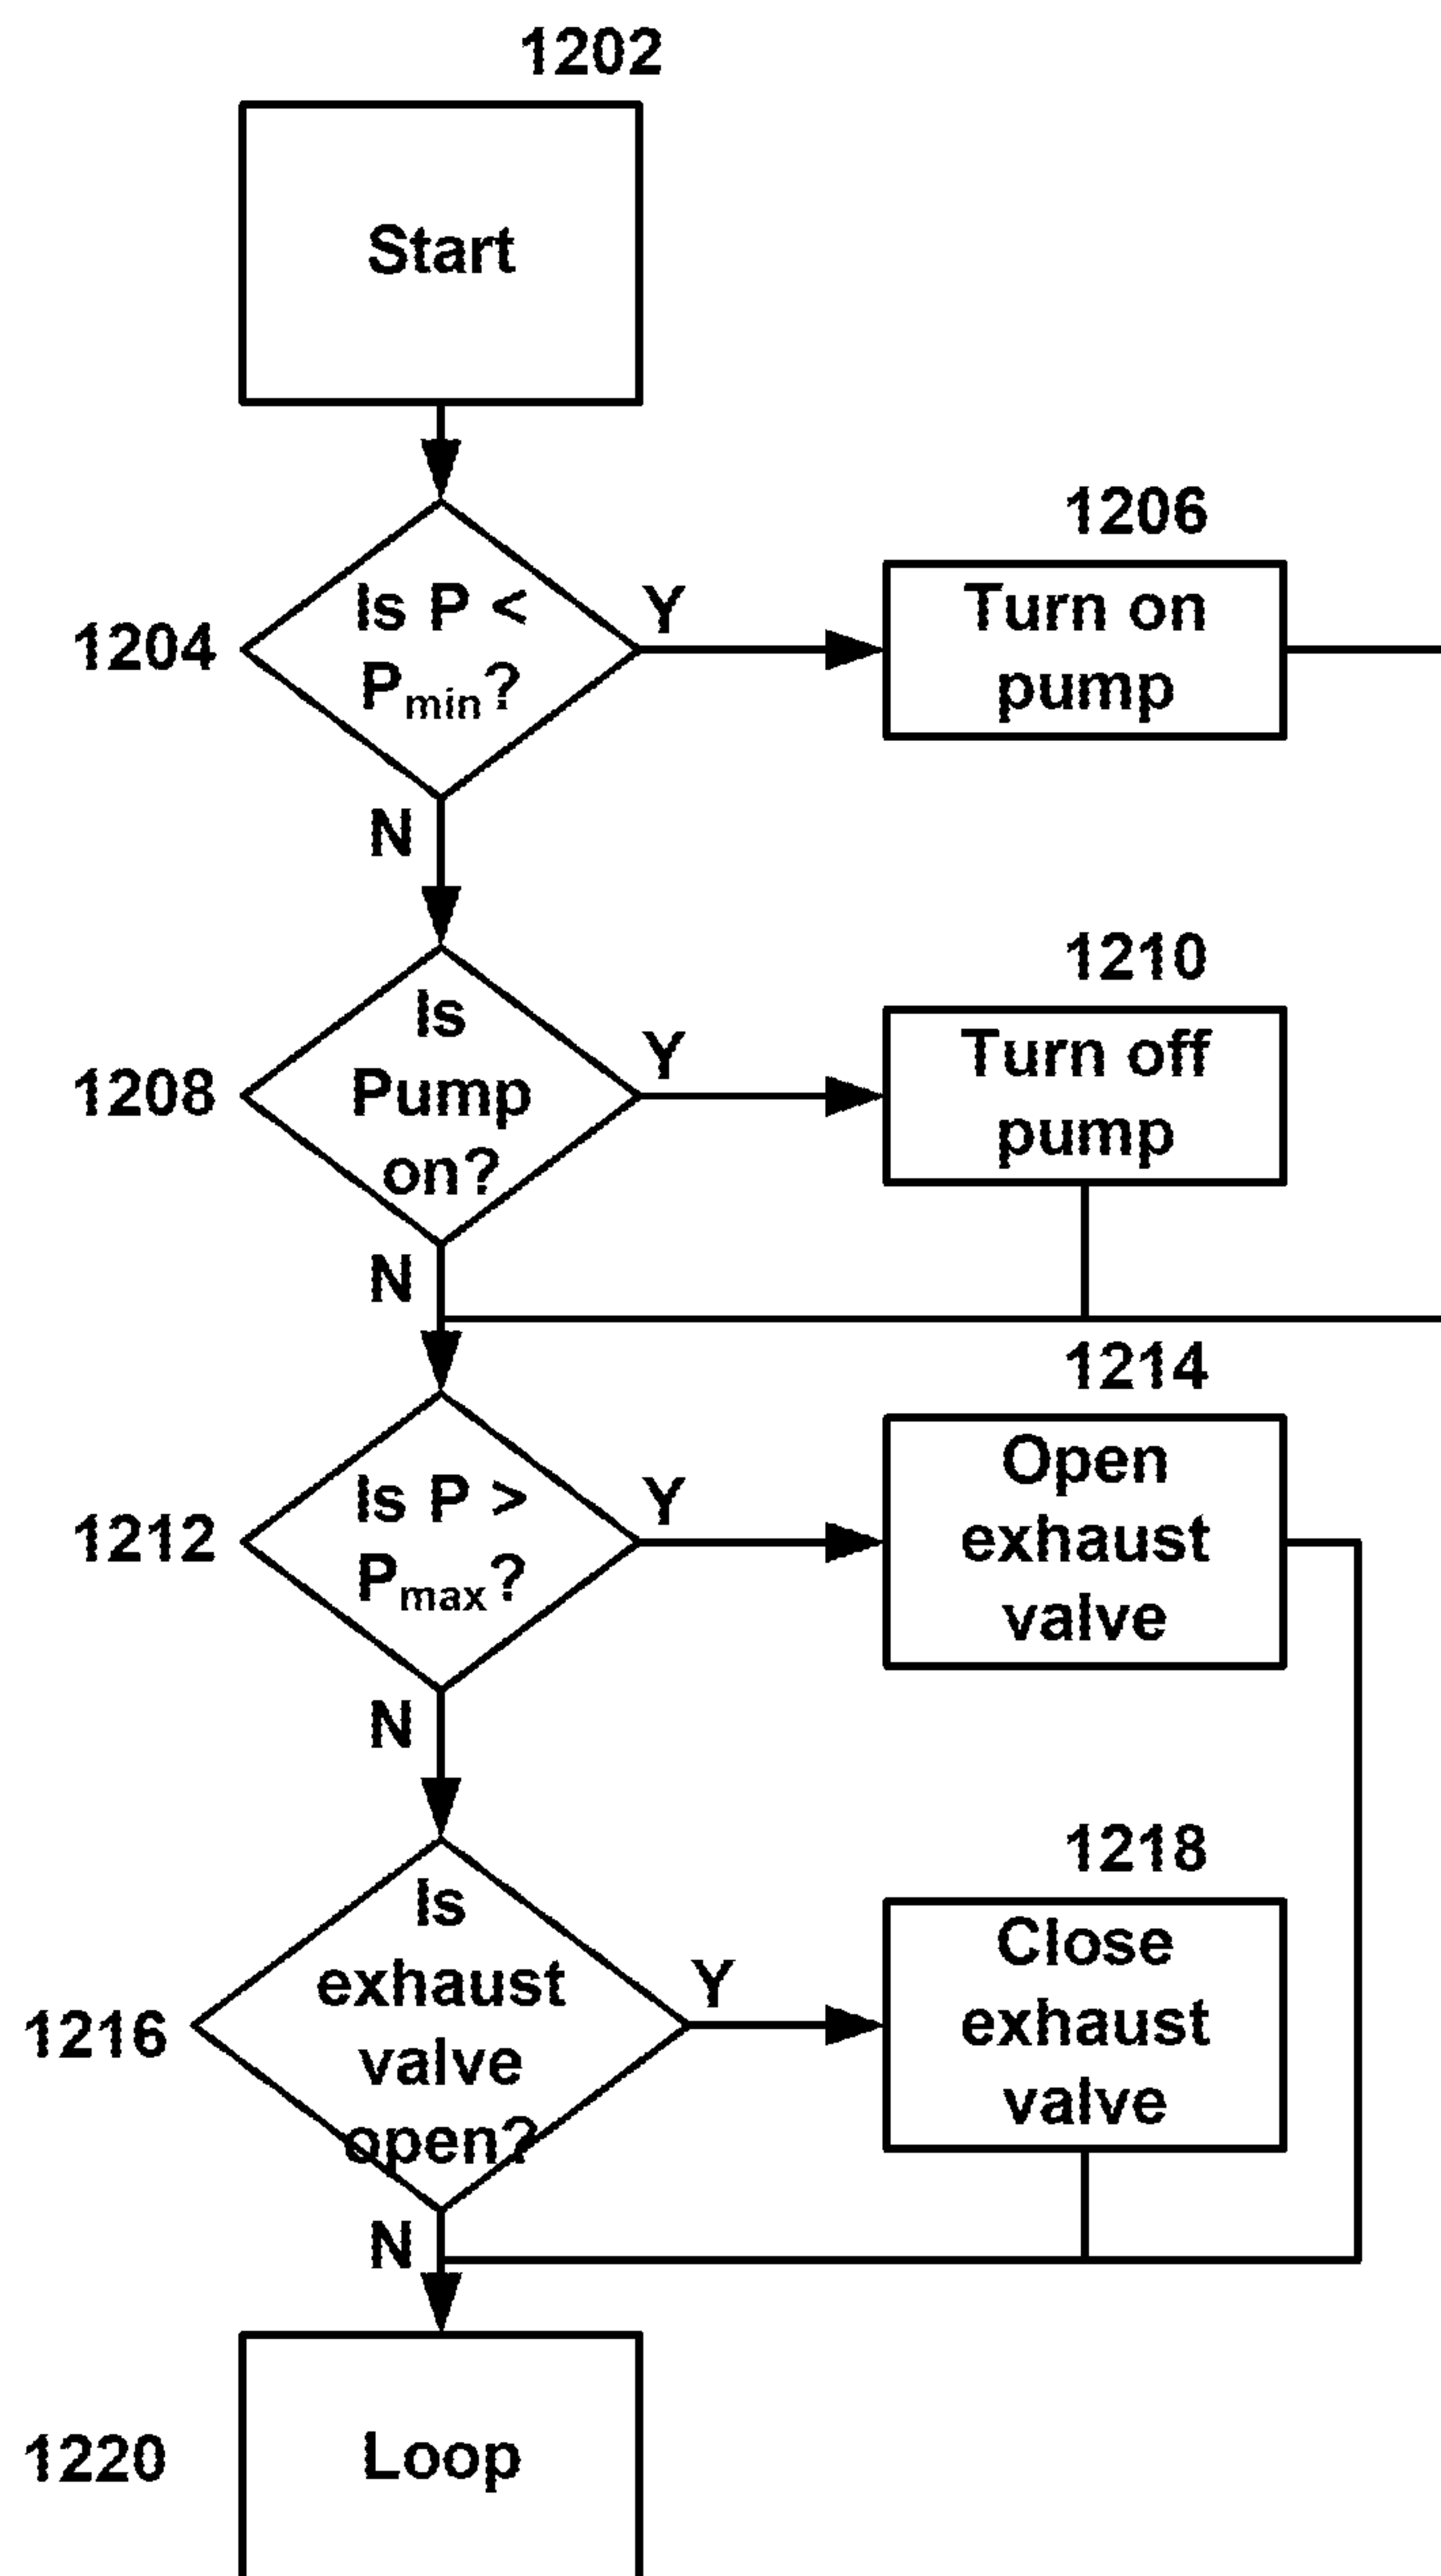 1202
Start
1204
Is P <
Pmin?
Y
N
1206
Turn on
pump
1208
Is
Pump
on?
Y
N
1210
Turn off
pump
1212
Is P >
Pmax?
Y
N
1214
Open
exhaust
valve
1216
Is
exhaust
valve
open?
Y
N
1218
Close
exhaust
valve
1220
Loop